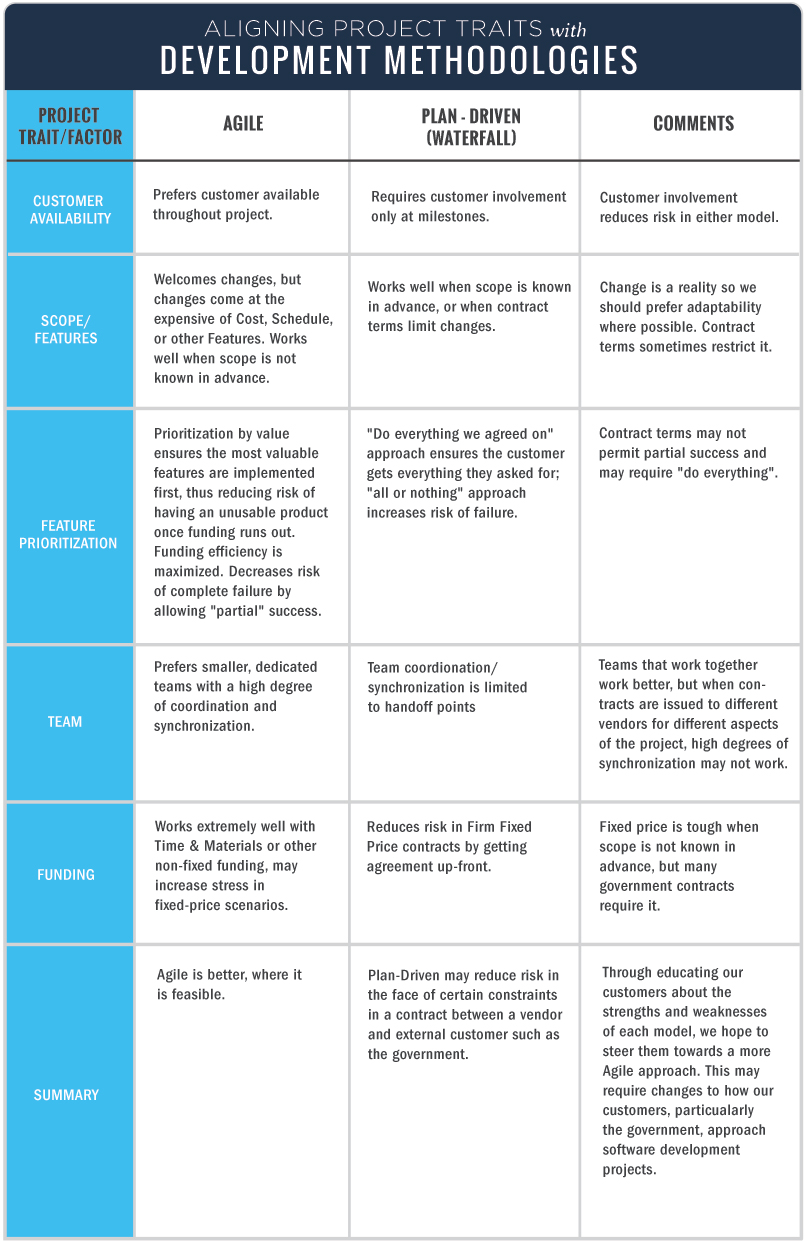 ALIGNING PROJECT TRAITS with
DEVELOPMENT METHODOLOGIES
PROJECT
TRAIT/FACTOR
AGILE
PLAN - DRIVEN
(WATERFALL)
COMMENTS
CUSTOMER
AVAILABILITY
Prefers customer available
throughout project.
Requires customer involvement
only at milestones.
Customer involvement
reduces risk in either model.
SCOPE/
FEATURES
Welcomes changes, but
changes come at the
expensive of Cost, Schedule,
or other Features. Works
well when scope is not
known in advance.
Works well when scope is known
in advance, or when contract
terms limit changes.
Change is a reality so we
should prefer adaptability
where possible. Contract
terms sometimes restrict it.
FEATURE
PRIORITIZATION
Prioritization by value
ensures the most valuable
features are implemented
first, thus reducing risk of
having an unusable product
once funding runs out.
Funding efficiency is
maximized. Decreases risk
of complete failure by
allowing "partial" success.
"Do everything we agreed on"
approach ensures the customer
gets everything they asked for;
"all or nothing" approach
increases risk of failure.
Contract terms may not
permit partial success and
may require "do everything".
TEAM
Prefers smaller, dedicated
teams with a high degree
of coordination and
synchronization.
Team coordionation/
synchronization is limited
to handoff points
Teams that work together
work better, but when con-
tracts are issued to different
vendors for different aspects
of the project, high degrees of
synchronization may not work.
FUNDING
Works extremely well with
Time & Materials or other
non-fixed funding, may
increase stress in
fixed-price scenarios.
Reduces risk in Firm Fixed
Price contracts by getting
agreement up-front.
Fixed price is tough when
scope is not known in
advance, but many
government contracts
require it.
SUMMARY
Agile is better, where it
is feasible.
Plan-Driven may reduce risk in
the face of certain constraints
in a contract between a vendor
and external customer such as
the government.
Through educating our
customers about the
strengths and weaknesses
of each model, we hope to
steer them towards a more
Agile approach. This may
require changes to how our
customers, particualarly
the government, approach
software development
projects.